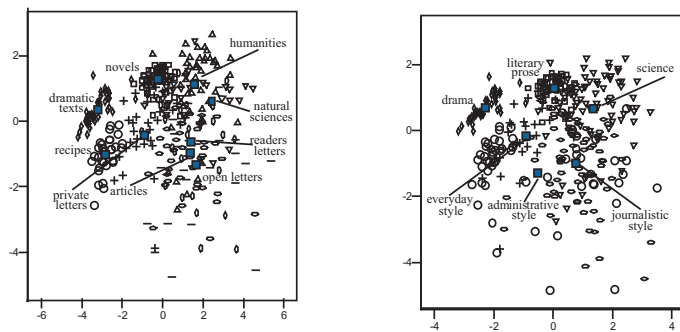 humanities
novels
dramatic
texts
natural
sciences
recipes
readers
letters
private
letters
articles
open letters
2
0
-2
-4
-6
-4
-2
0
2
4
6
literary
prose
science
drama
everyday
style
administrative
style
journalistic
style
2
0
-2
-4
-4
-2
0
2
4